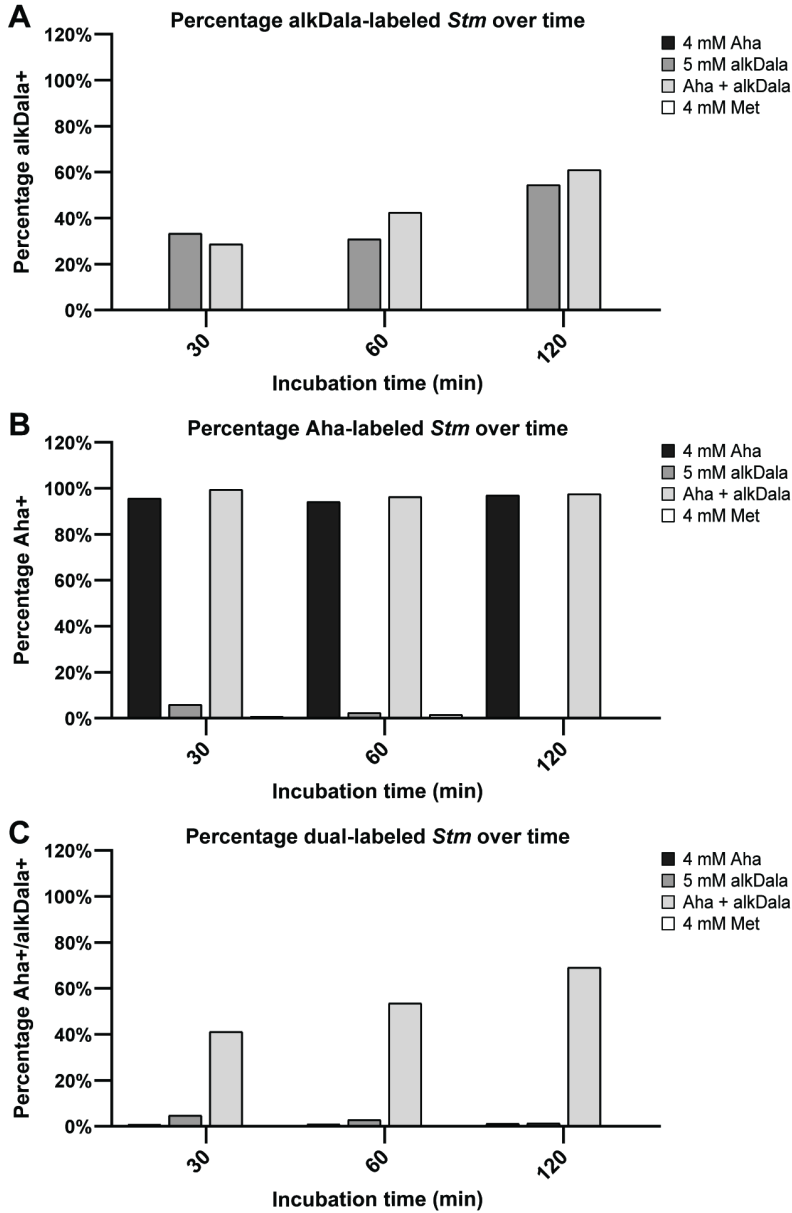 A
Percentage alkDala-labeled Stm over time
120%
100%
80%
60%
40%
20%
0%
Percentage alkDala+
30
60
120
Incubation time (min)
4 mM Aha
5 mM alkDala
Aha + alkDala
4 mM Met
B
Percentage Aha-labeled Stm over time
120%
100%
80%
60%
40%
20%
0%
Percentage Aha+
30
60
120
Incubation time (min)
4 mM Aha
5 mM alkDala
Aha + alkDala
4 mM Met
C
Percentage dual-labeled Stm over time
120%
100%
80%
60%
40%
20%
0%
Percentage Aha+/alkDala+
30
60
120
Incubation time (min)
4 mM Aha
5 mM alkDala
Aha + alkDala
4 mM Met